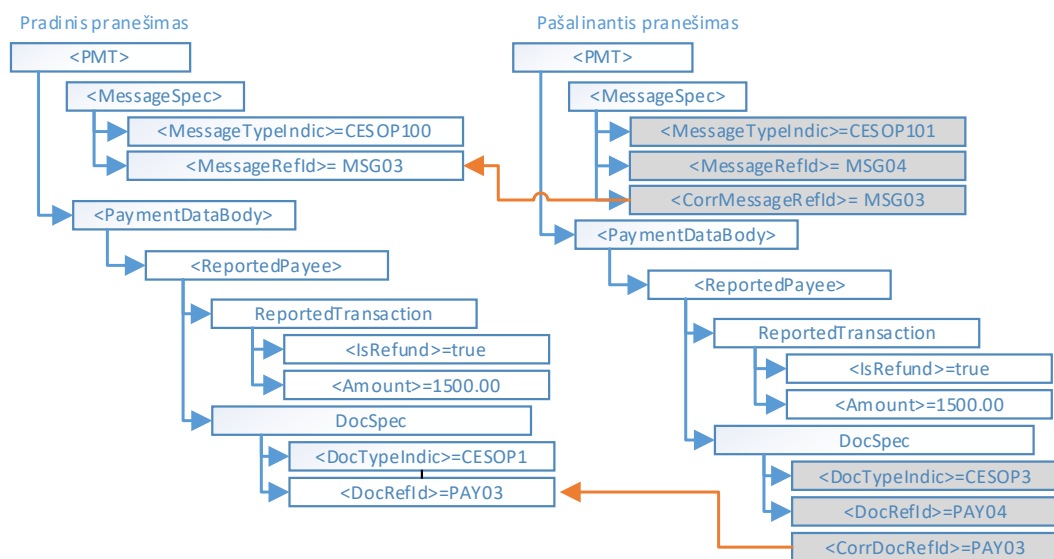 Pradinis pranešimas
<PMT>
<MessageSpec>
<MessageTypeIndic>=CESOP100
<MessageRefId>= MSG03
<PaymentDataBody>
<ReportedPayee>
ReportedTransaction
<IsRefund>=true
<Amount>=1500.00
DocSpec
<DocTypeIndic>=CESOP1
<DocRefId>=PAY03
Pašalinantis pranešimas
<PMT>
<MessageSpec>
<MessageTypeIndic>=CESOP101
<MessageRefId>= MSG04
<CorrMessageRefId>= MSG03
<PaymentDataBody>
<ReportedPayee>
ReportedTransaction
<IsRefund>=true
<Amount>=1500.00
DocSpec
<DocTypeIndic>=CESOP3
<DocRefId>=PAY04
<CorrDocRefId>=PAY03